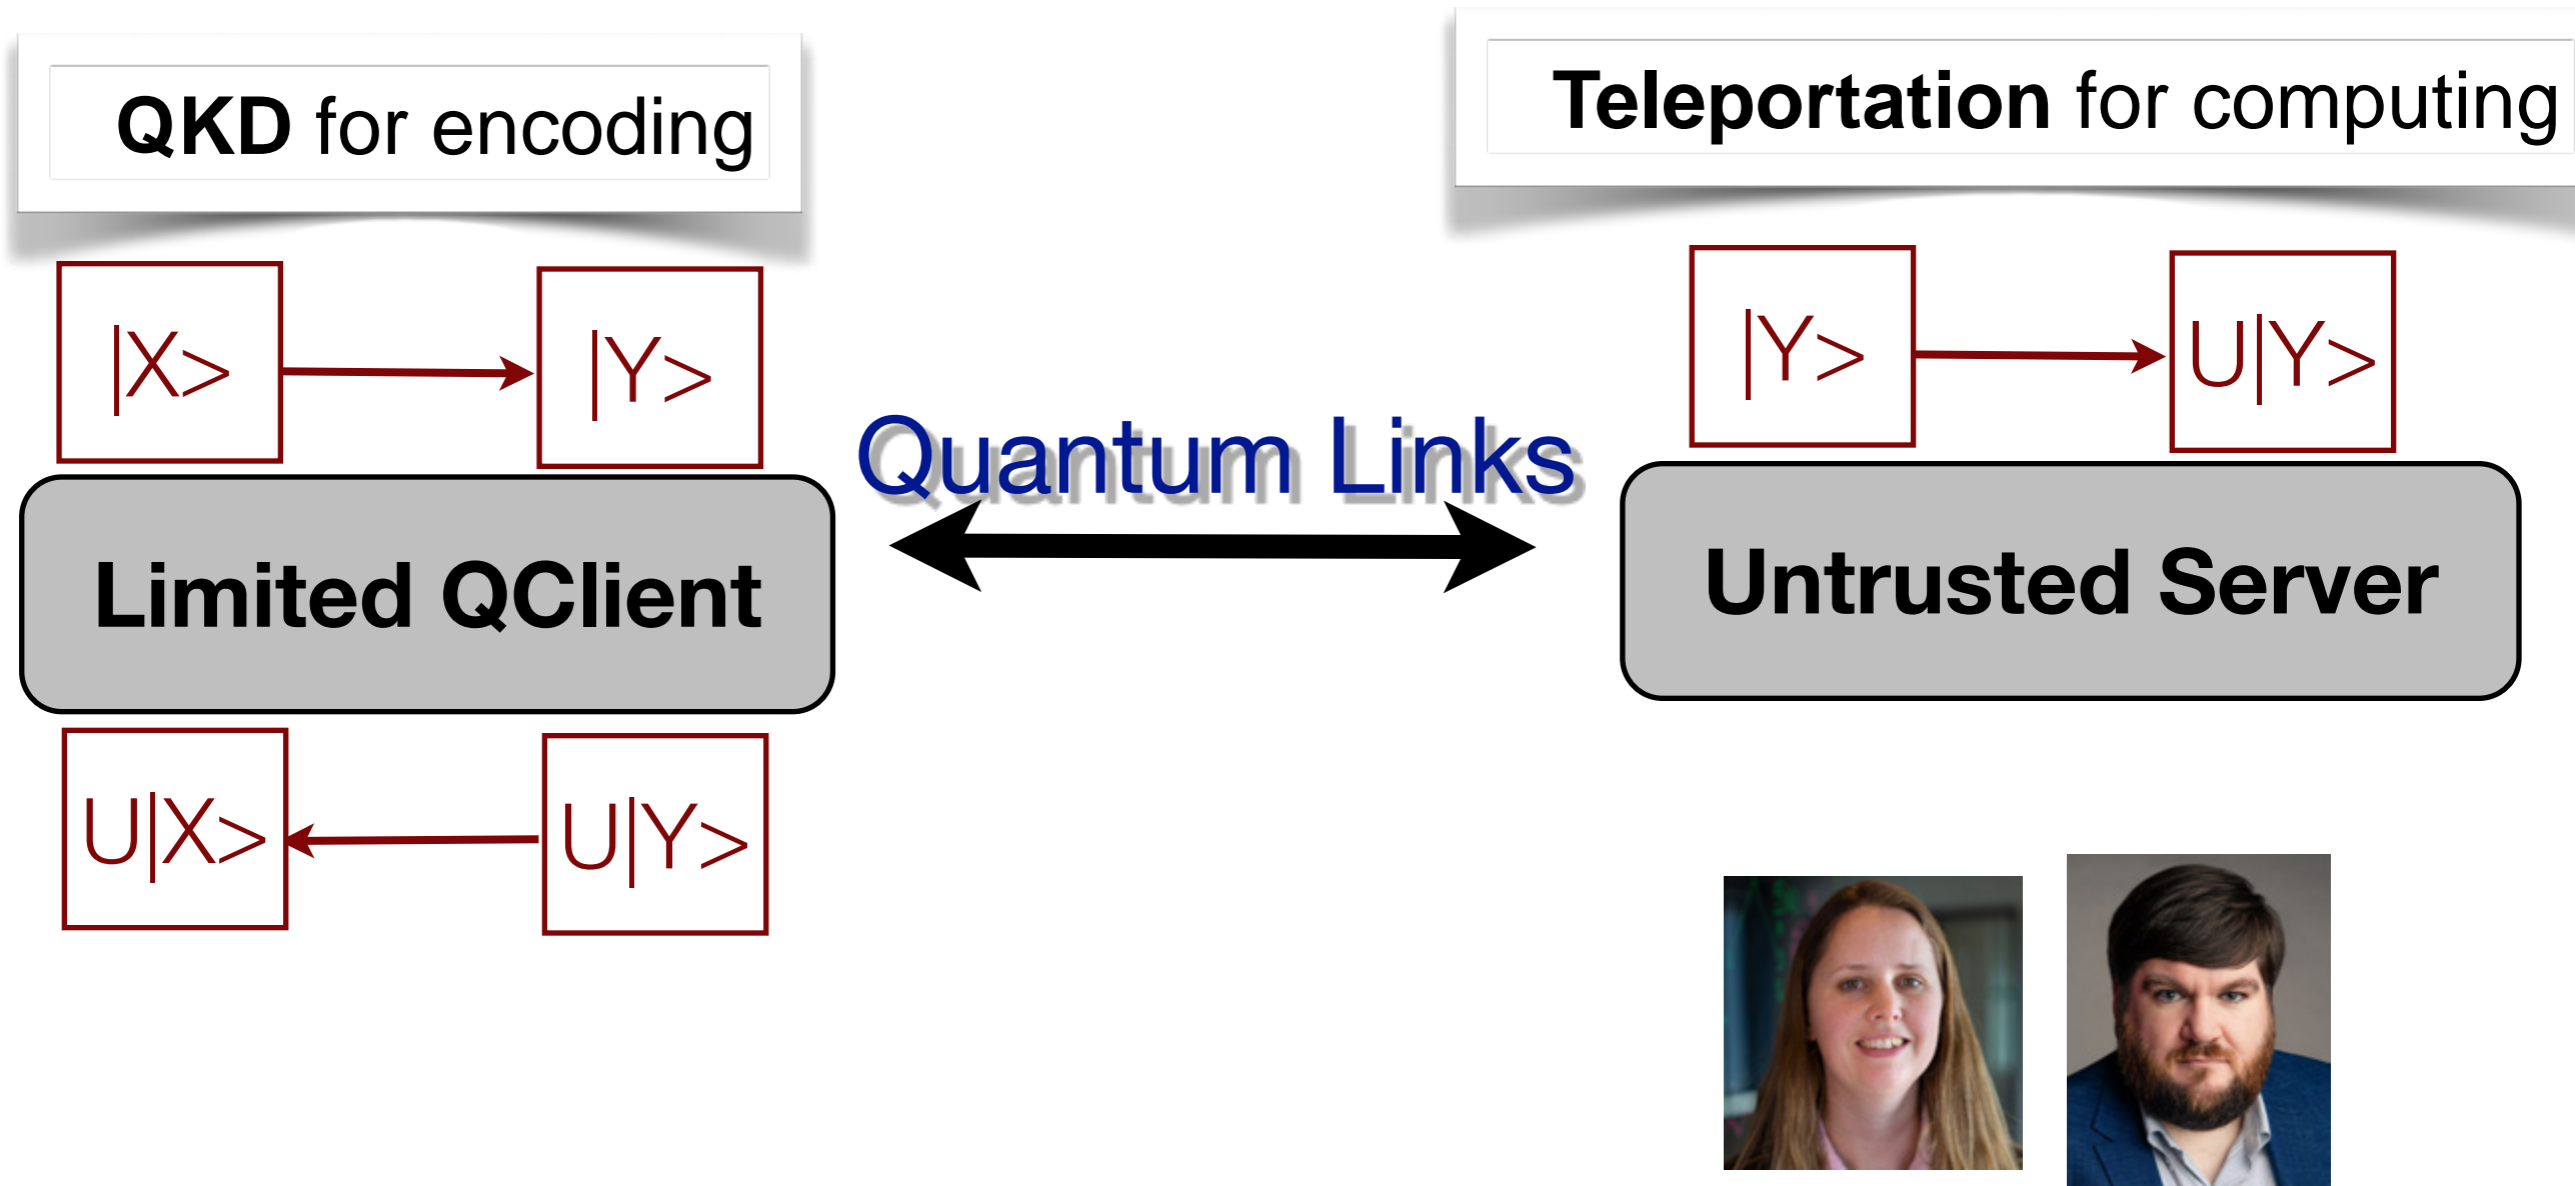 QKD for encoding
Teleportation for computing
|X>
|Y>
|Y>
U|Y>
Quantum Links
Limited QClient
Untrusted Server
U|X>
U|Y>